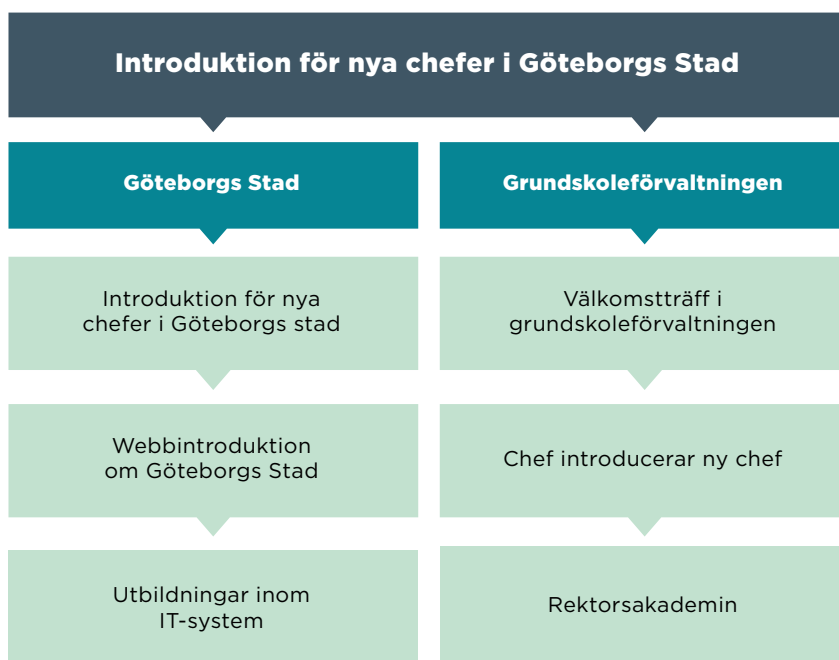 Introduktion för nya chefer i Göteborgs Stad
Göteborgs Stad
Grundskoleförvaltningen
Introduktion för nya
chefer i Göteborgs stad
Välkomstträff i
grundskoleförvaltningen
Webbintroduktion
om Göteborgs Stad
Chef introducerar ny chef
Utbildningar inom
IT-system
Rektorsakademin